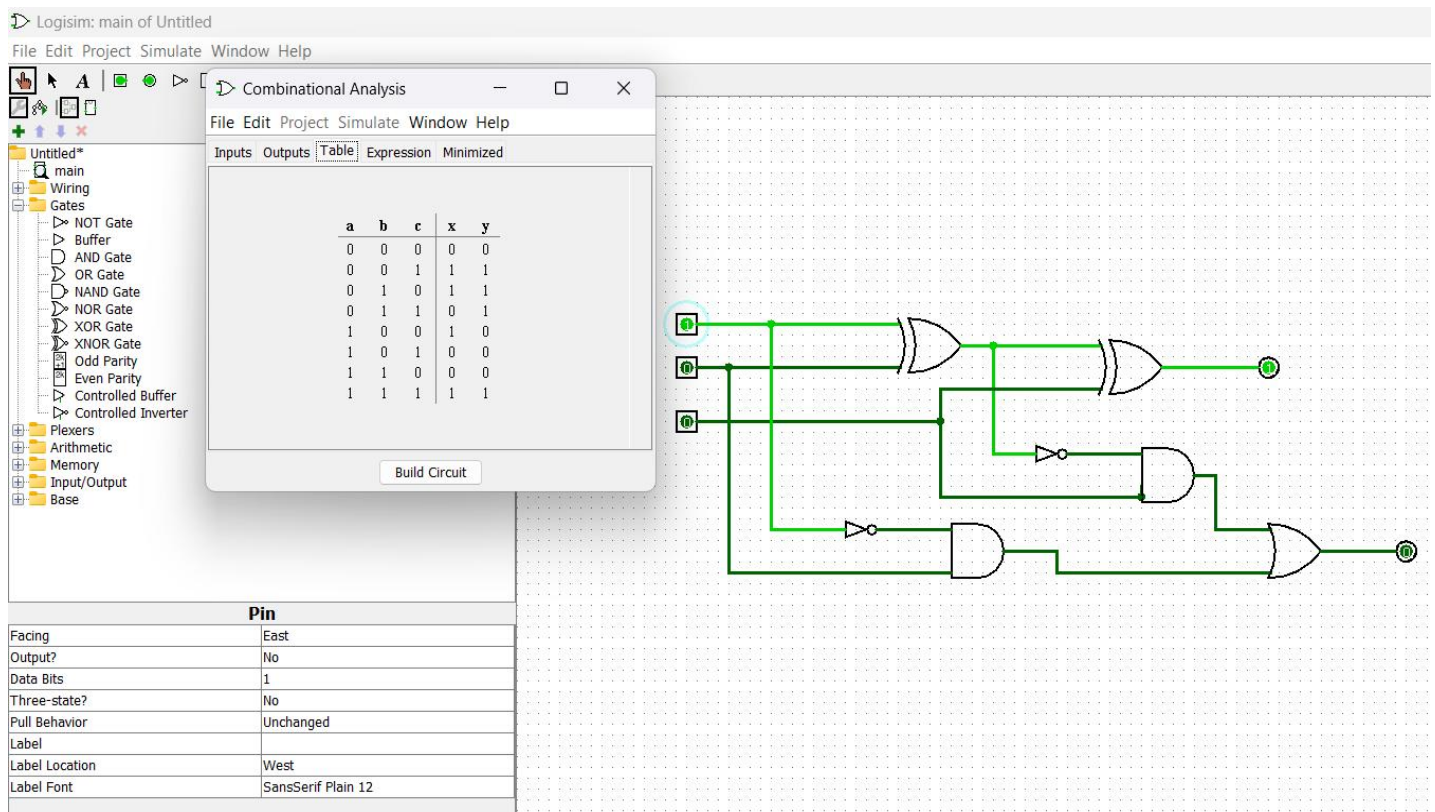 Logisim: main of Untitled
File Edit Project Simulate Window Help
A
Combinational Analysis
File Edit Project Simulate Window Help
Inputs Outputs Table Expression Minimized
a b c x y
0 0 0 0 0
0 0 1 1 1
0 1 0 1 1
0 1 1 0 1
1 0 0 1 0
1 0 1 0 0
1 1 0 0 0
1 1 1 1 1
Build Circuit
Untitled*
main
Wiring
Gates
NOT Gate
Buffer
AND Gate
OR Gate
NAND Gate
NOR Gate
XOR Gate
XNOR Gate
Odd Parity
Even Parity
Controlled Buffer
Controlled Inverter
Plexers
Arithmetic
Memory
Input/Output
Base
1
0
0
1
0
Pin
Facing East
Output? No
Data Bits 1
Three-state? No
Pull Behavior Unchanged
Label
Label Location West
Label Font SansSerif Plain 12